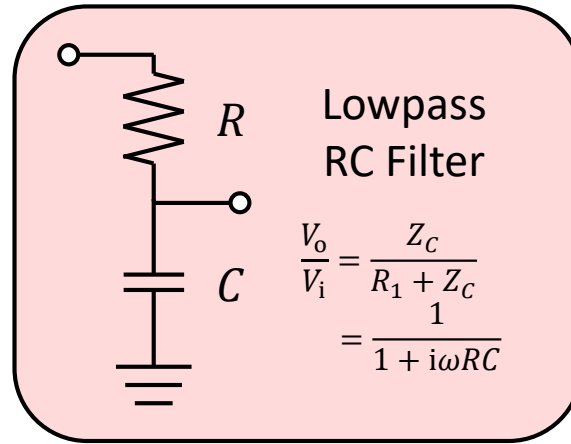 R
Lowpass
RC Filter
V_o/V_i = Z_C/(R_1 + Z_C)
C
= 1/(1 + iωRC)